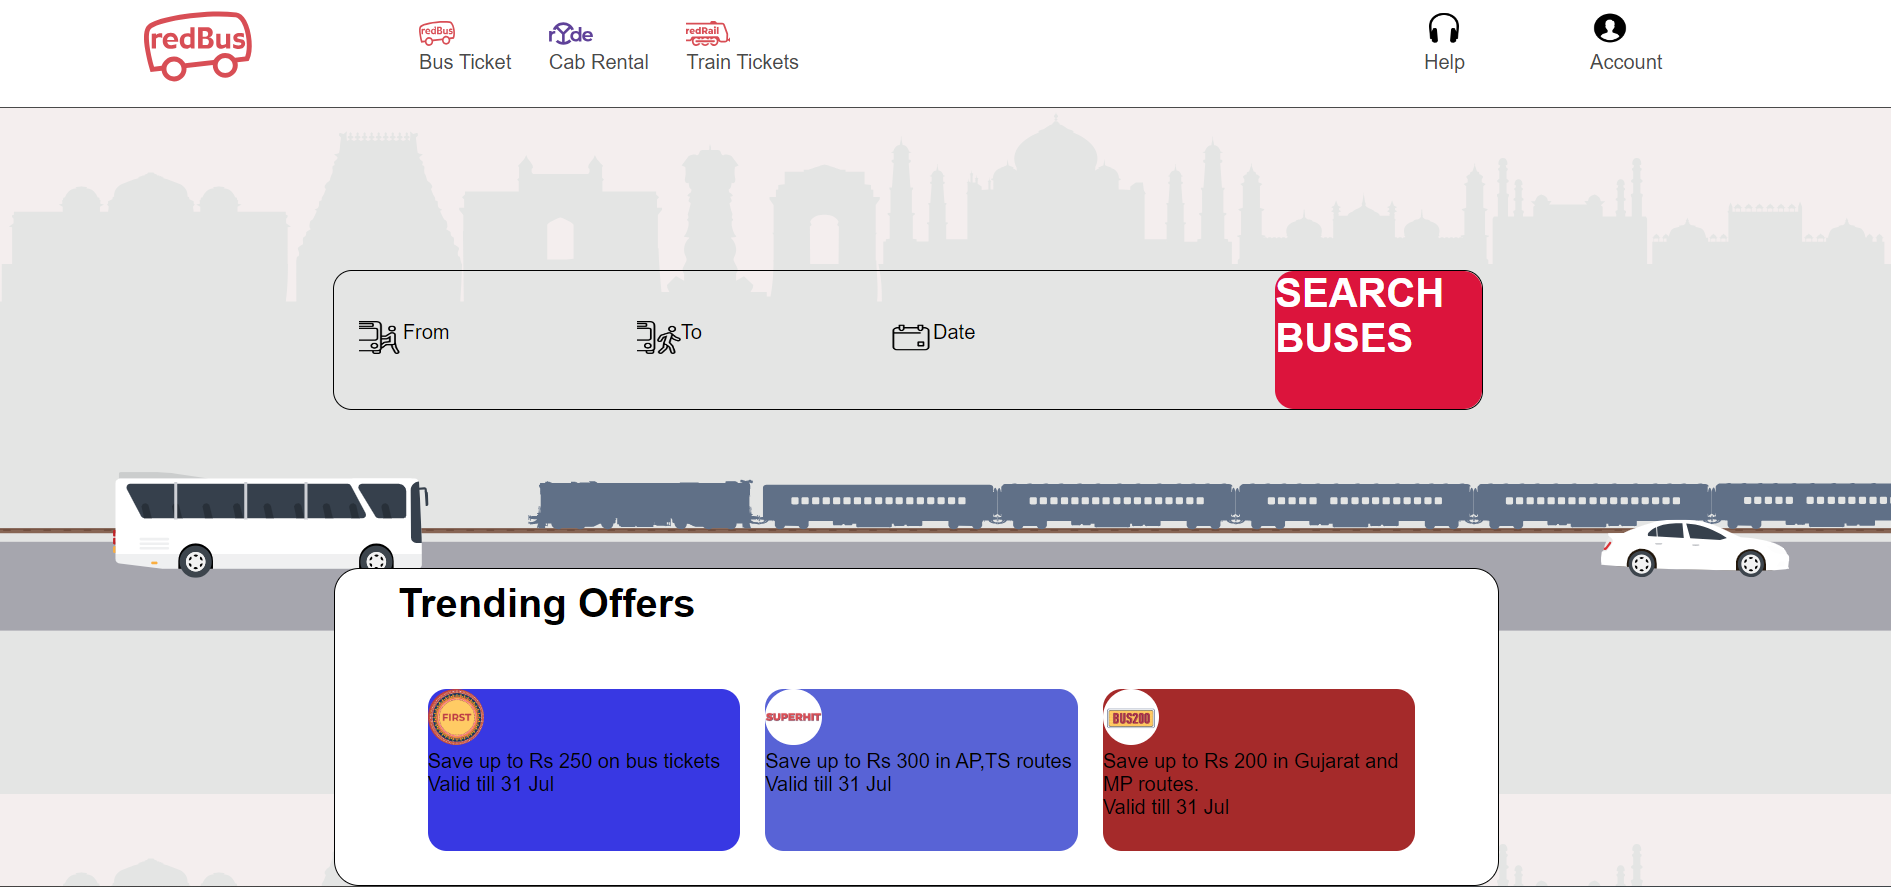 redBus
redBus
ryde
redRail
Bus Ticket
Cab Rental
Train Tickets
Help
Account
From
To
Date
SEARCH
BUSES
Trending Offers
FIRST
Save up to Rs 250 on bus tickets
Valid till 31 Jul
SUPERHIT
Save up to Rs 300 in AP,TS routes
Valid till 31 Jul
BUS200
Save up to Rs 200 in Gujarat and
MP routes.
Valid till 31 Jul